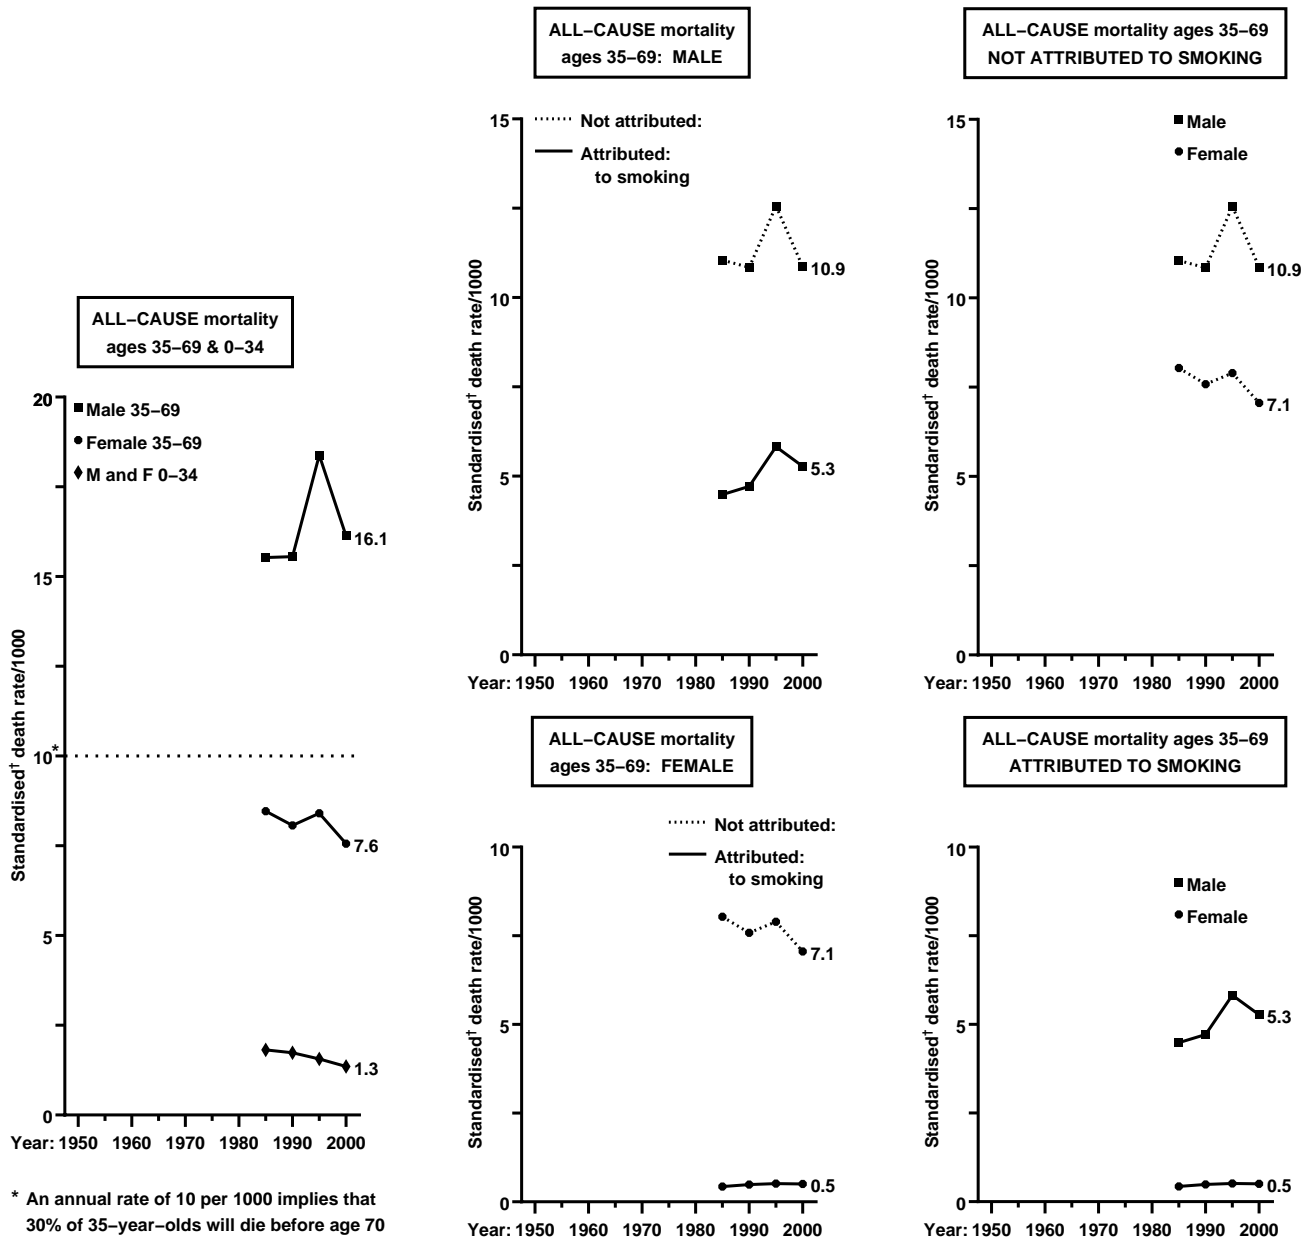 ALL–CAUSE mortality
ages 35–69 & 0–34
20
15
10*
5
0
Standardised† death rate/1000
Male 35–69
Female 35–69
M and F 0–34
16.1
7.6
1.3
Year: 1950 1960 1970 1980 1990 2000
* An annual rate of 10 per 1000 implies that
30% of 35–year–olds will die before age 70
ALL–CAUSE mortality
ages 35–69: MALE
15
10
5
0
Standardised† death rate/1000
Not attributed:
Attributed:
to smoking
10.9
5.3
Year: 1950 1960 1970 1980 1990 2000
ALL–CAUSE mortality ages 35–69
NOT ATTRIBUTED TO SMOKING
15
10
5
0
Standardised† death rate/1000
Male
Female
10.9
7.1
Year: 1950 1960 1970 1980 1990 2000
ALL–CAUSE mortality
ages 35–69: FEMALE
10
5
0
Standardised† death rate/1000
Not attributed:
Attributed:
to smoking
7.1
0.5
Year: 1950 1960 1970 1980 1990 2000
ALL–CAUSE mortality ages 35–69
ATTRIBUTED TO SMOKING
10
5
0
Standardised† death rate/1000
Male
Female
5.3
0.5
Year: 1950 1960 1970 1980 1990 2000